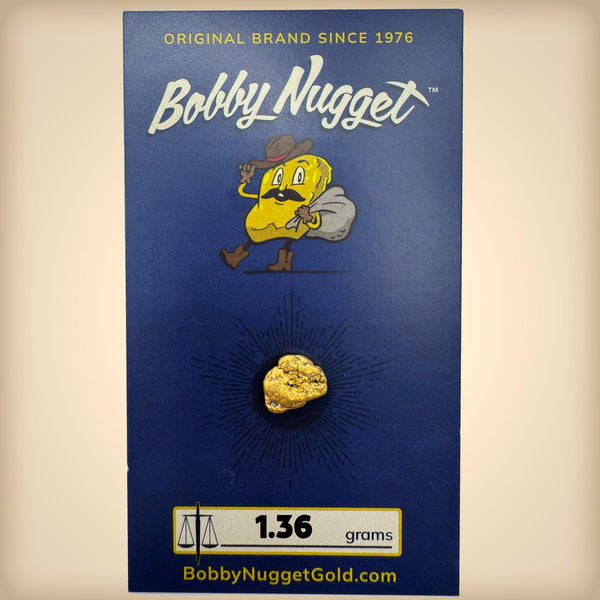 ORIGINAL BRAND SINCE 1976
Bobby Nugget™
1.36 grams
BobbyNuggetGold.com